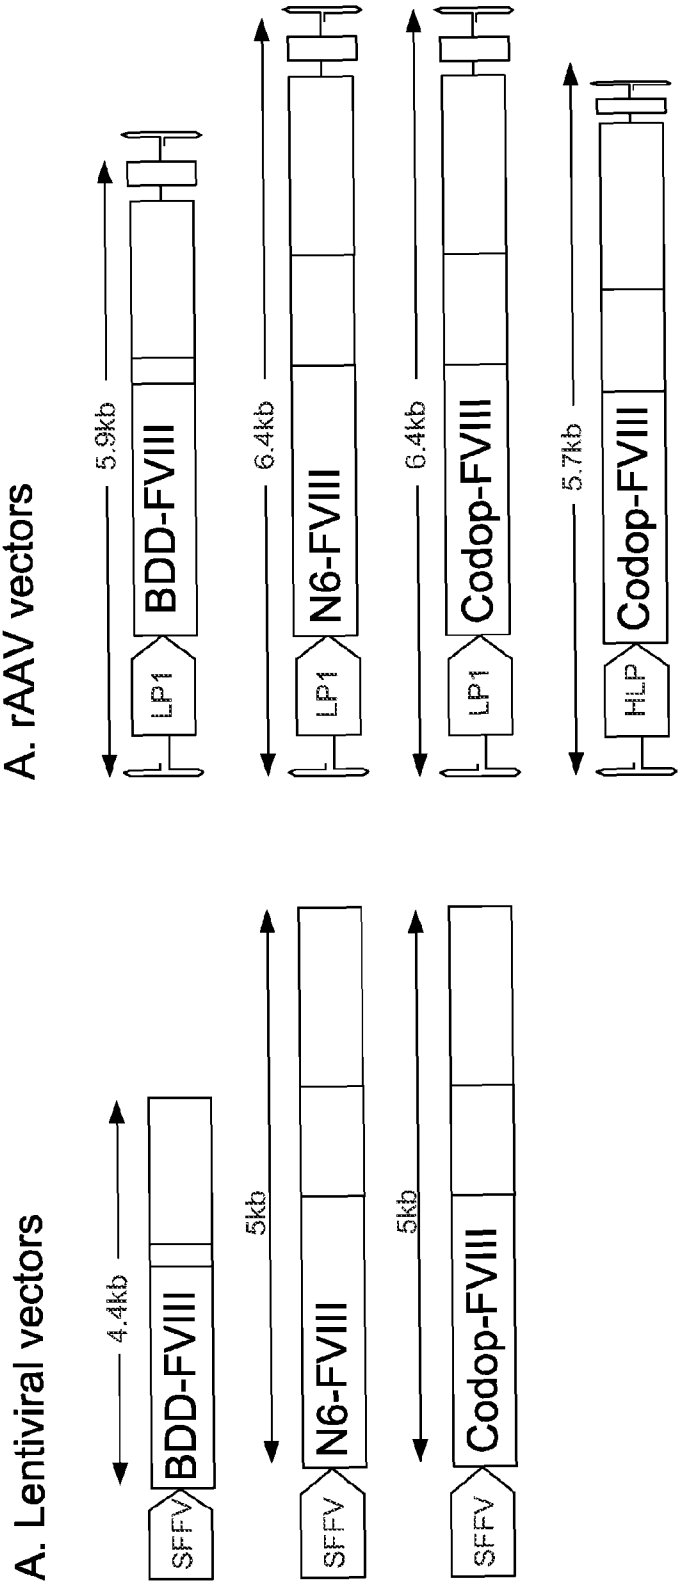 A. Lentiviral vectors
4.4kb
SFFV
BDD-FVIII
5kb
SFFV
N6-FVIII
5kb
SFFV
Codop-FVIII
A. rAAV vectors
5.9kb
LP1
BDD-FVIII
6.4kb
LP1
N6-FVIII
6.4kb
LP1
Codop-FVIII
5.7kb
HLP
Codop-FVIII